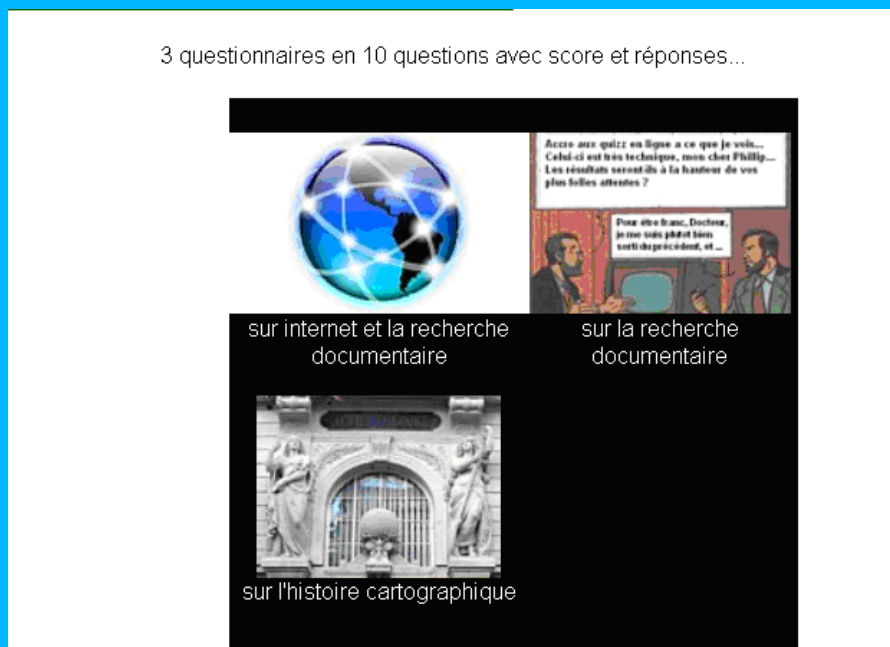 3 questionnaires en 10 questions avec score et réponses...
Accro aux quizz en ligne a ce que je vois...
Celui-ci est très technique, mon cher Phillip...
Les résultats seront ils à la hauteur de vos
plus folles attentes ?
Pour être franc, Docteur,
je me suis plutôt bien
sorti du précédent, et ...
sur internet et la recherche
documentaire
sur la recherche
documentaire
sur l'histoire cartographique